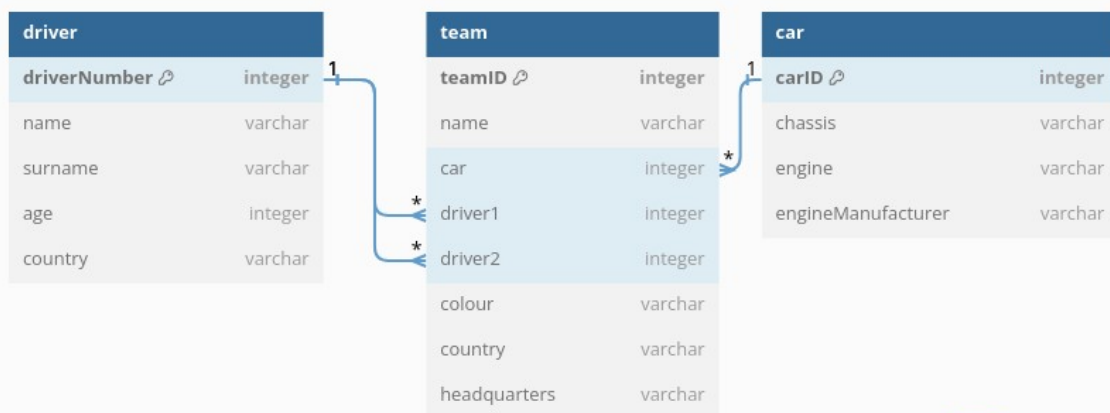 driver
driverNumber integer
name varchar
surname varchar
age integer
country varchar
1
*
*
team
teamID integer
name varchar
car integer
driver1 integer
driver2 integer
colour varchar
country varchar
headquarters varchar
*
1
car
carID integer
chassis varchar
engine varchar
engineManufacturer varchar